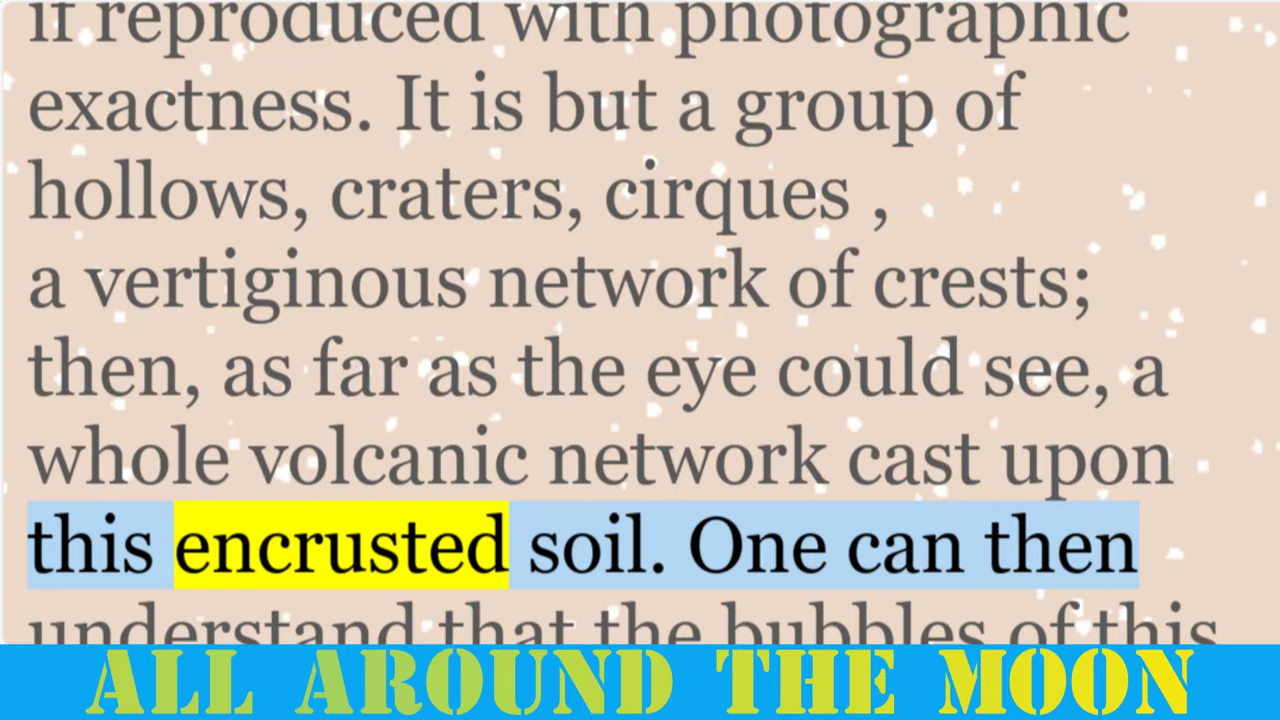 if reproduced with photographic
exactness. It is but a group of
hollows, craters, cirques ,
a vertiginous network of crests;
then, as far as the eye could see, a
whole volcanic network cast upon
this encrusted soil. One can then
understand that the bubbles of this
ALL AROUND THE MOON